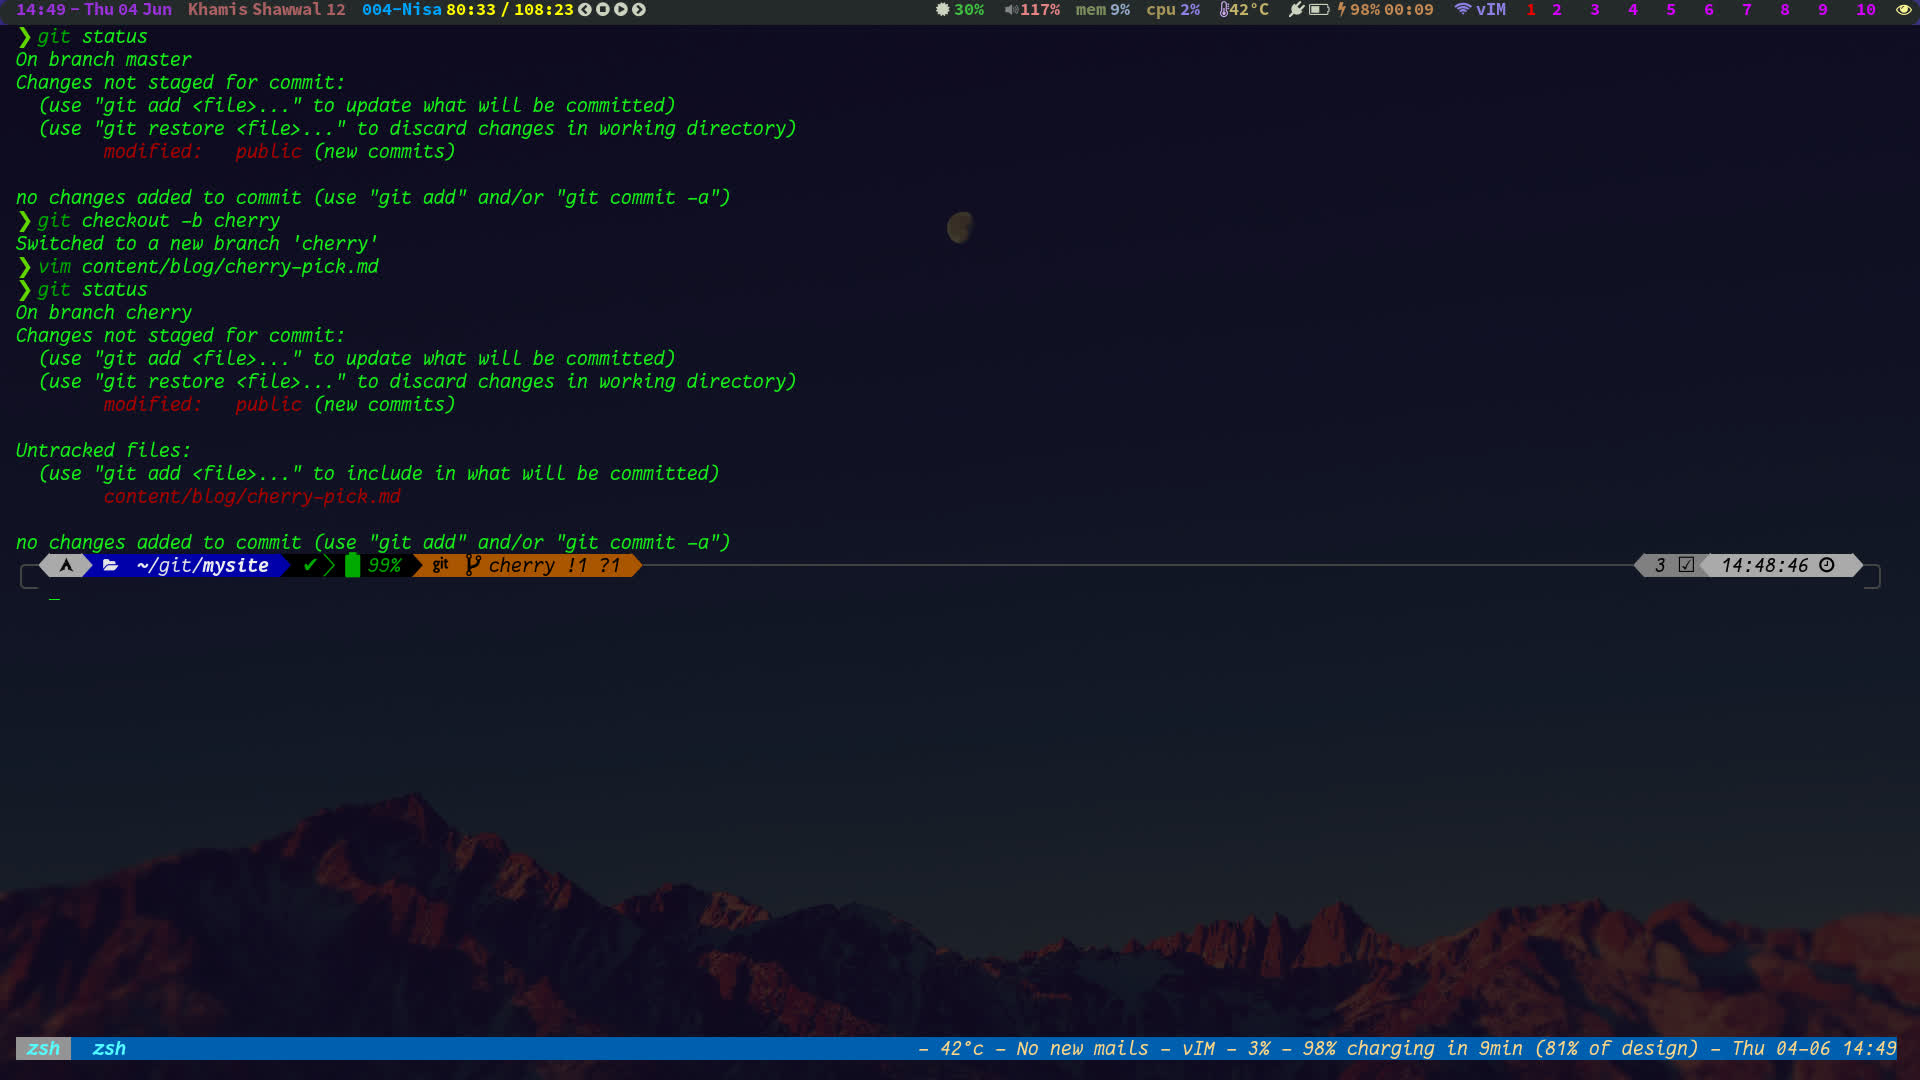 14:49 - Thu 04 Jun Khamis Shawwal 12 004-Nisa 80:33 / 108:23 30% 117% mem 9% cpu 2% 42°C 98% 00:09 vIM 1 2 3 4 5 6 7 8 9 10
❯ git status
On branch master
Changes not staged for commit:
  (use "git add <file>..." to update what will be committed)
  (use "git restore <file>..." to discard changes in working directory)
        modified:   public (new commits)

no changes added to commit (use "git add" and/or "git commit -a")
❯ git checkout -b cherry
Switched to a new branch 'cherry'
❯ vim content/blog/cherry-pick.md
❯ git status
On branch cherry
Changes not staged for commit:
  (use "git add <file>..." to update what will be committed)
  (use "git restore <file>..." to discard changes in working directory)
        modified:   public (new commits)

Untracked files:
  (use "git add <file>..." to include in what will be committed)
        content/blog/cherry-pick.md

no changes added to commit (use "git add" and/or "git commit -a")
~/git/mysite ✔ 99% git cherry !1 ?1 3 14:48:46
_
zsh zsh - 42°c - No new mails - vIM - 3% - 98% charging in 9min (81% of design) - Thu 04-06 14:49